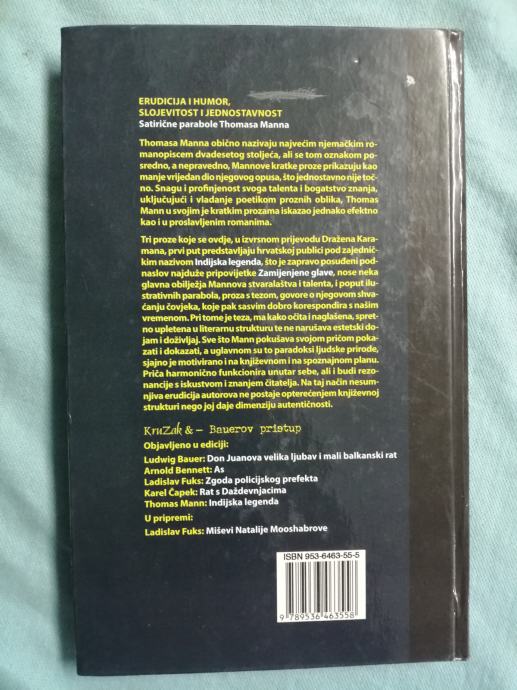 ERUDICIJA I HUMOR,
SLOJEVITOST I JEDNOSTAVNOST
Satirične parabole Thomasa Manna
Thomasa Manna obično nazivaju najvećim njemačkim ro-
manopiscem dvadesetog stoljeća, ali se tom oznakom po-
sredno, a nepravedno, Mannove kratke proze prikazuju kao
manje vrijedan dio njegovog opusa, što jednostavno nije toč-
no. Snagu i profinjenost svoga talenta i bogatstvo znanja,
uključujući i vladanje poetikom proznih oblika, Thomas
Mann u svojim je kratkim prozama iskazao jednako efektno
kao i u proslavljenim romanima.
Tri proze koje se ovdje, u izvrsnom prijevodu Dražena Kara-
mana, prvi put predstavljaju hrvatskoj publici pod zajednič-
kim nazivom Indijska legenda, što je zapravo posuđeni pod-
naslov najduže pripovijetke Zamijenjene glave, nose neka
glavna obilježja Mannova stvaralaštva i talenta, i poput ilu-
strativnih parabola, proza s tezom, govore o njegovom shva-
ćanju čovjeka, koje pak sasvim dobro korespondira s našim
vremenom. Pri tome je teza, ma kako očita i naglašena, spret-
no upletena u literarnu strukturu te ne narušava estetski do-
jam i doživljaj. Sve što Mann pokušava svojom pričom poka-
zati i dokazati, a uglavnom su to paradoksi ljudske prirode,
sjajno je motivirano i na književnom i na spoznajnom planu.
Priča harmonično funkcionira unutar sebe, ali i budi rezo-
nancije s iskustvom i znanjem čitatelja. Na taj način nesum-
njiva erudicija autorova ne postaje opterećenjem književnoj
strukturi nego joj daje dimenziju autentičnosti.
KruZak & – Bauerov pristup
Objavljeno u ediciji:
Ludwig Bauer: Don Juanova velika ljubav i mali balkanski rat
Arnold Bennett: As
Ladislav Fuks: Zgoda policijskog prefekta
Karel Čapek: Rat s Daždevnjacima
Thomas Mann: Indijska legenda
U pripremi:
Ladislav Fuks: Miševi Natalije Mooshabrove
ISBN 953-6463-55-5
9 789536 463558